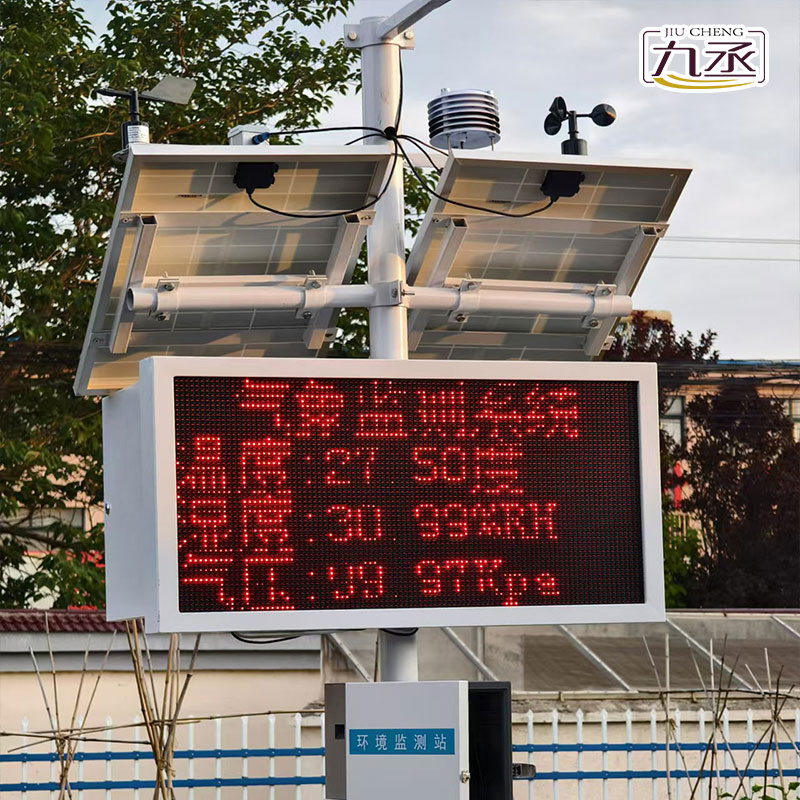 JIU CHENG
九丞
气象监测系统
温度:27.50度
湿度:30.99%RH
气压:99.97Kpa
环境监测站